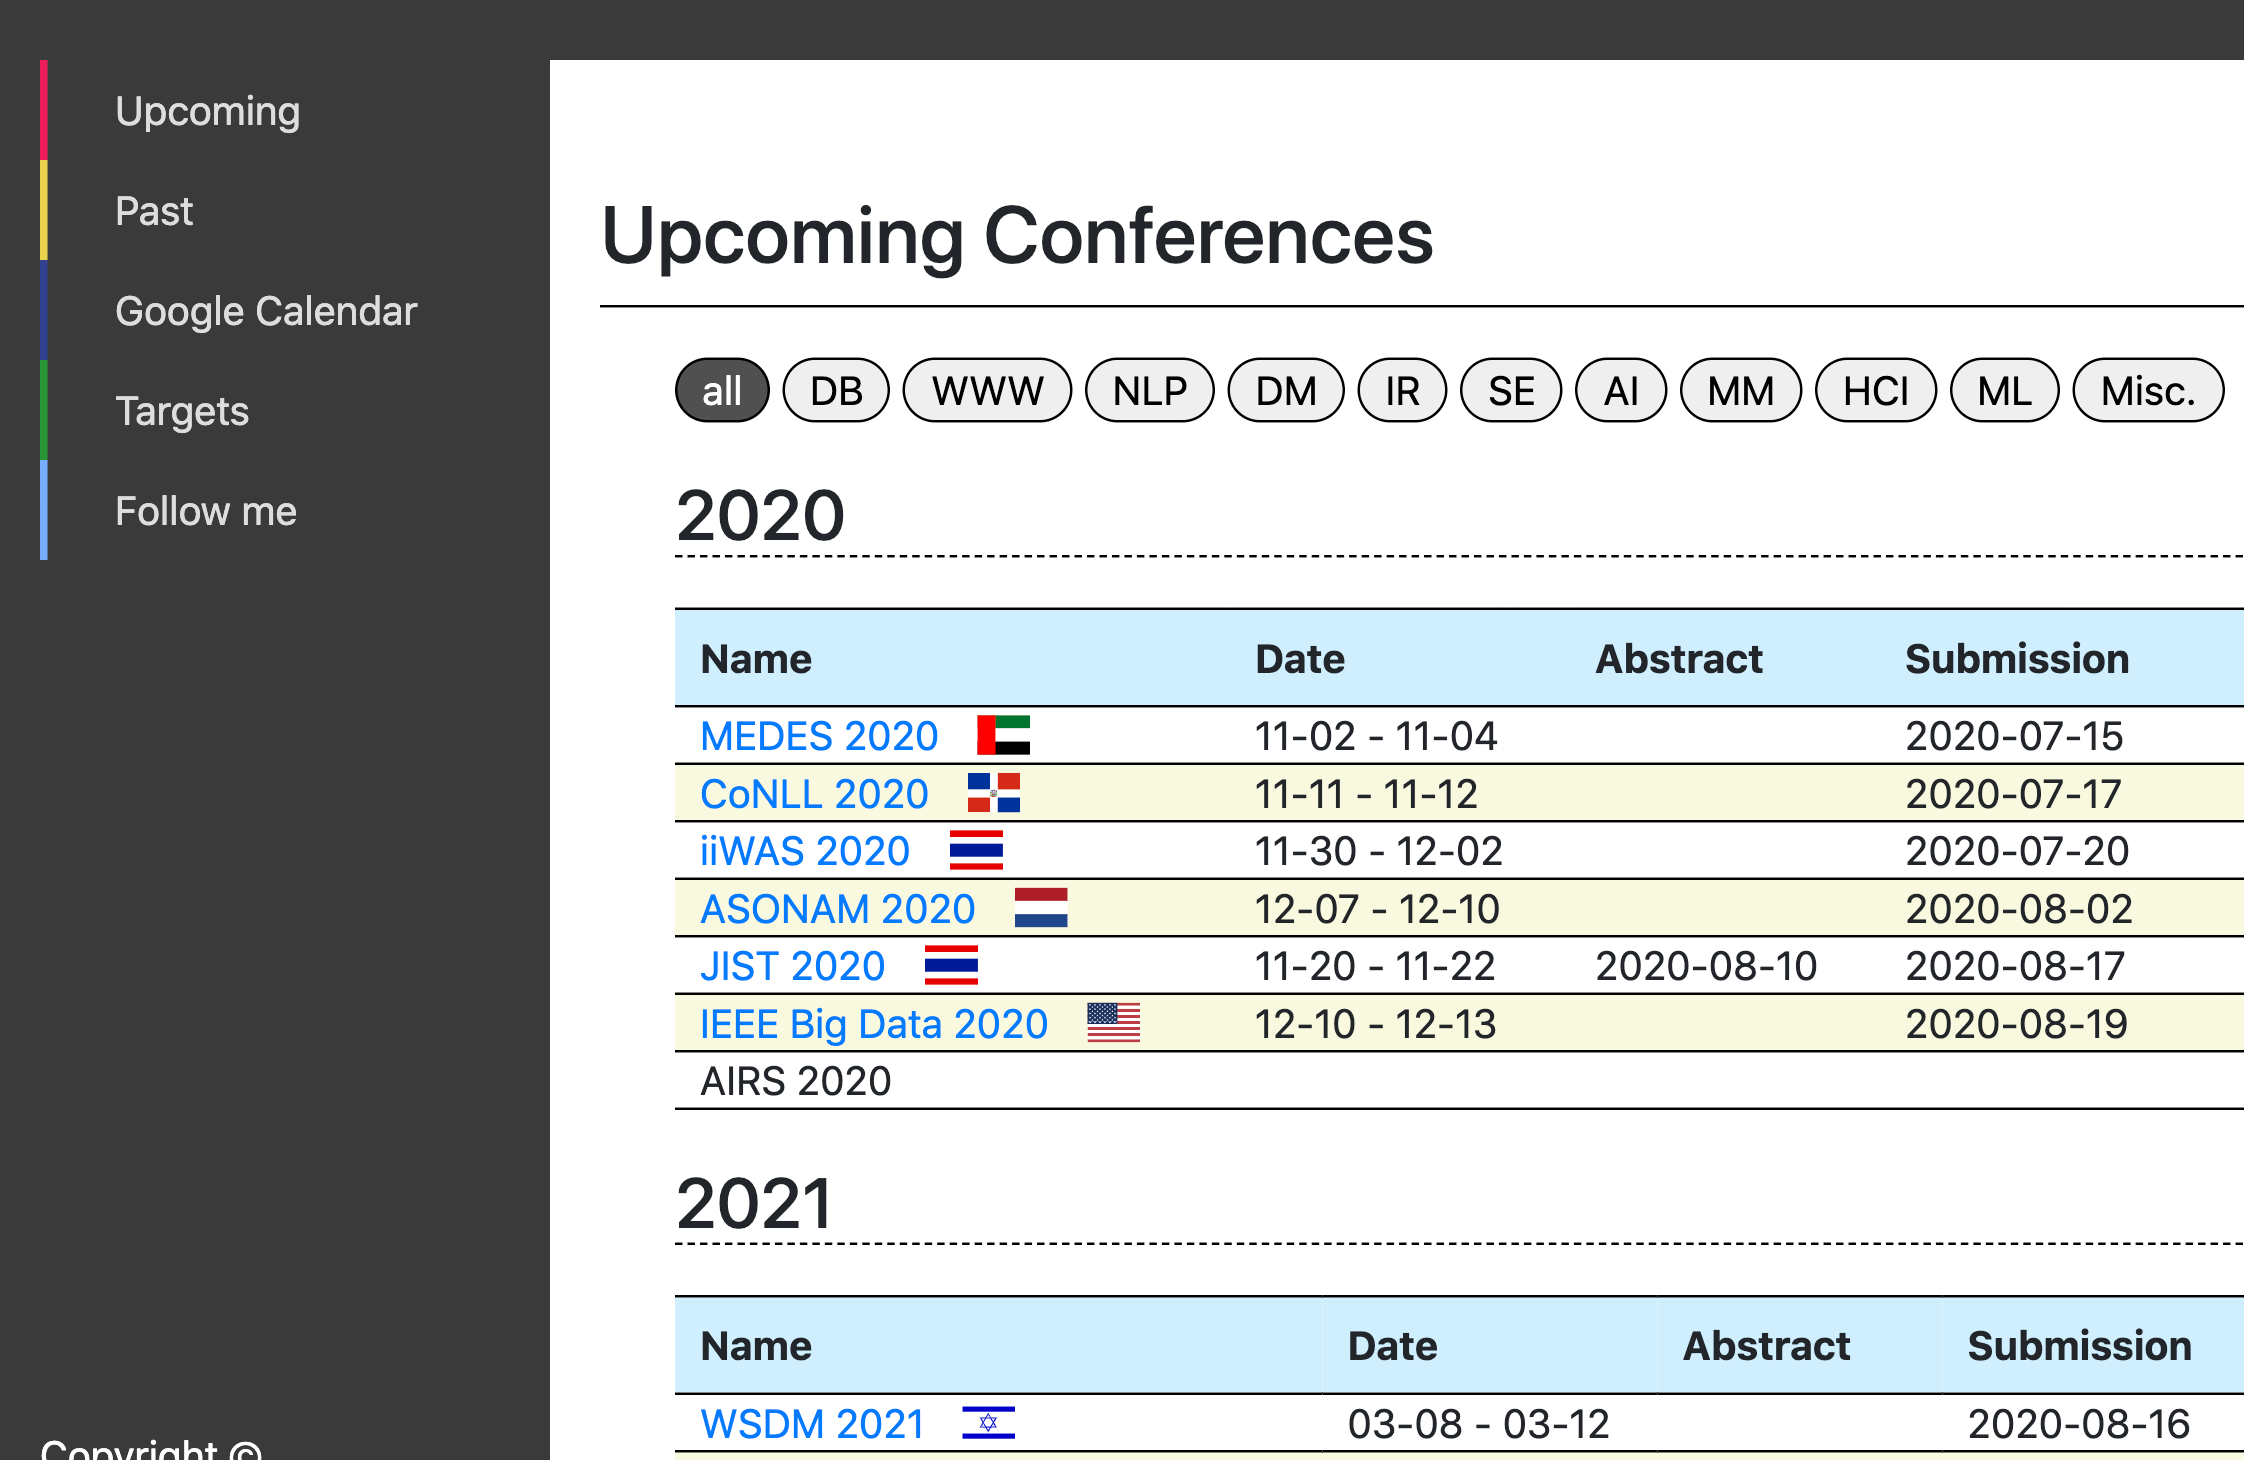 Upcoming
Past
Google Calendar
Targets
Follow me
Copyright ©
Upcoming Conferences
all DB WWW NLP DM IR SE AI MM HCI ML Misc.
2020
Name Date Abstract Submission
MEDES 2020 11-02 - 11-04 2020-07-15
CoNLL 2020 11-11 - 11-12 2020-07-17
iiWAS 2020 11-30 - 12-02 2020-07-20
ASONAM 2020 12-07 - 12-10 2020-08-02
JIST 2020 11-20 - 11-22 2020-08-10 2020-08-17
IEEE Big Data 2020 12-10 - 12-13 2020-08-19
AIRS 2020
2021
Name Date Abstract Submission
WSDM 2021 03-08 - 03-12 2020-08-16